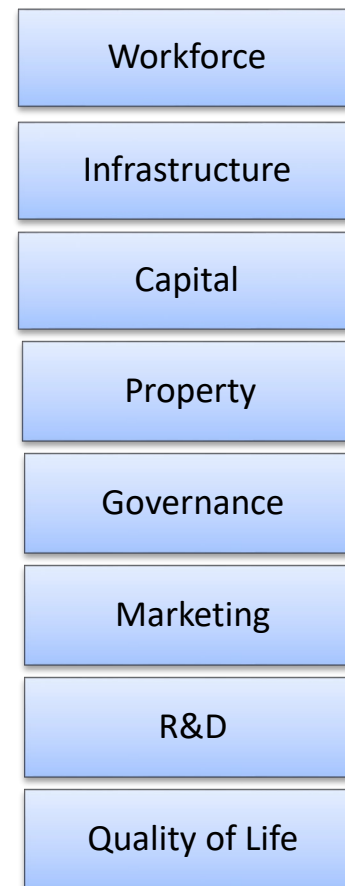 Workforce
Infrastructure
Capital
Property
Governance
Marketing
R&D
Quality of Life